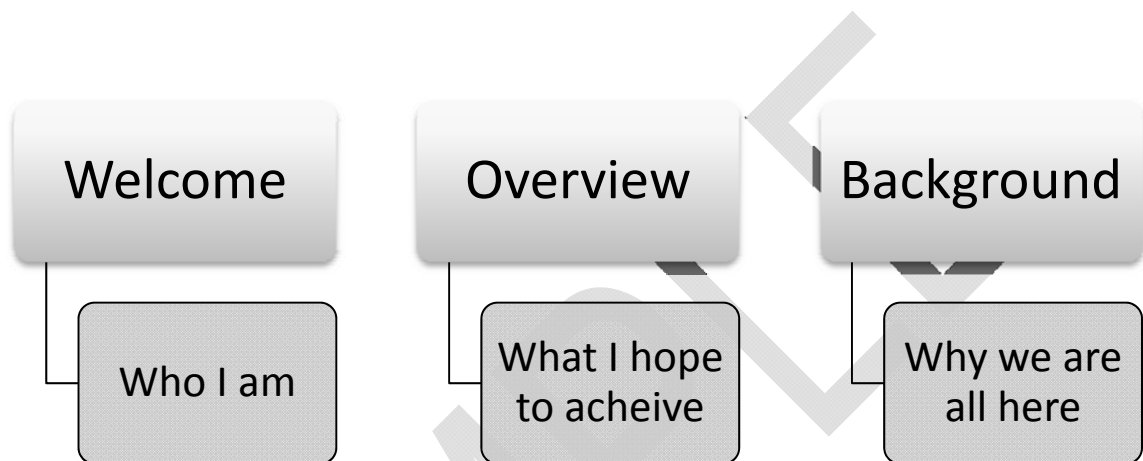 Welcome
Overview
Background
Who I am
What I hope
to acheive
Why we are
all here